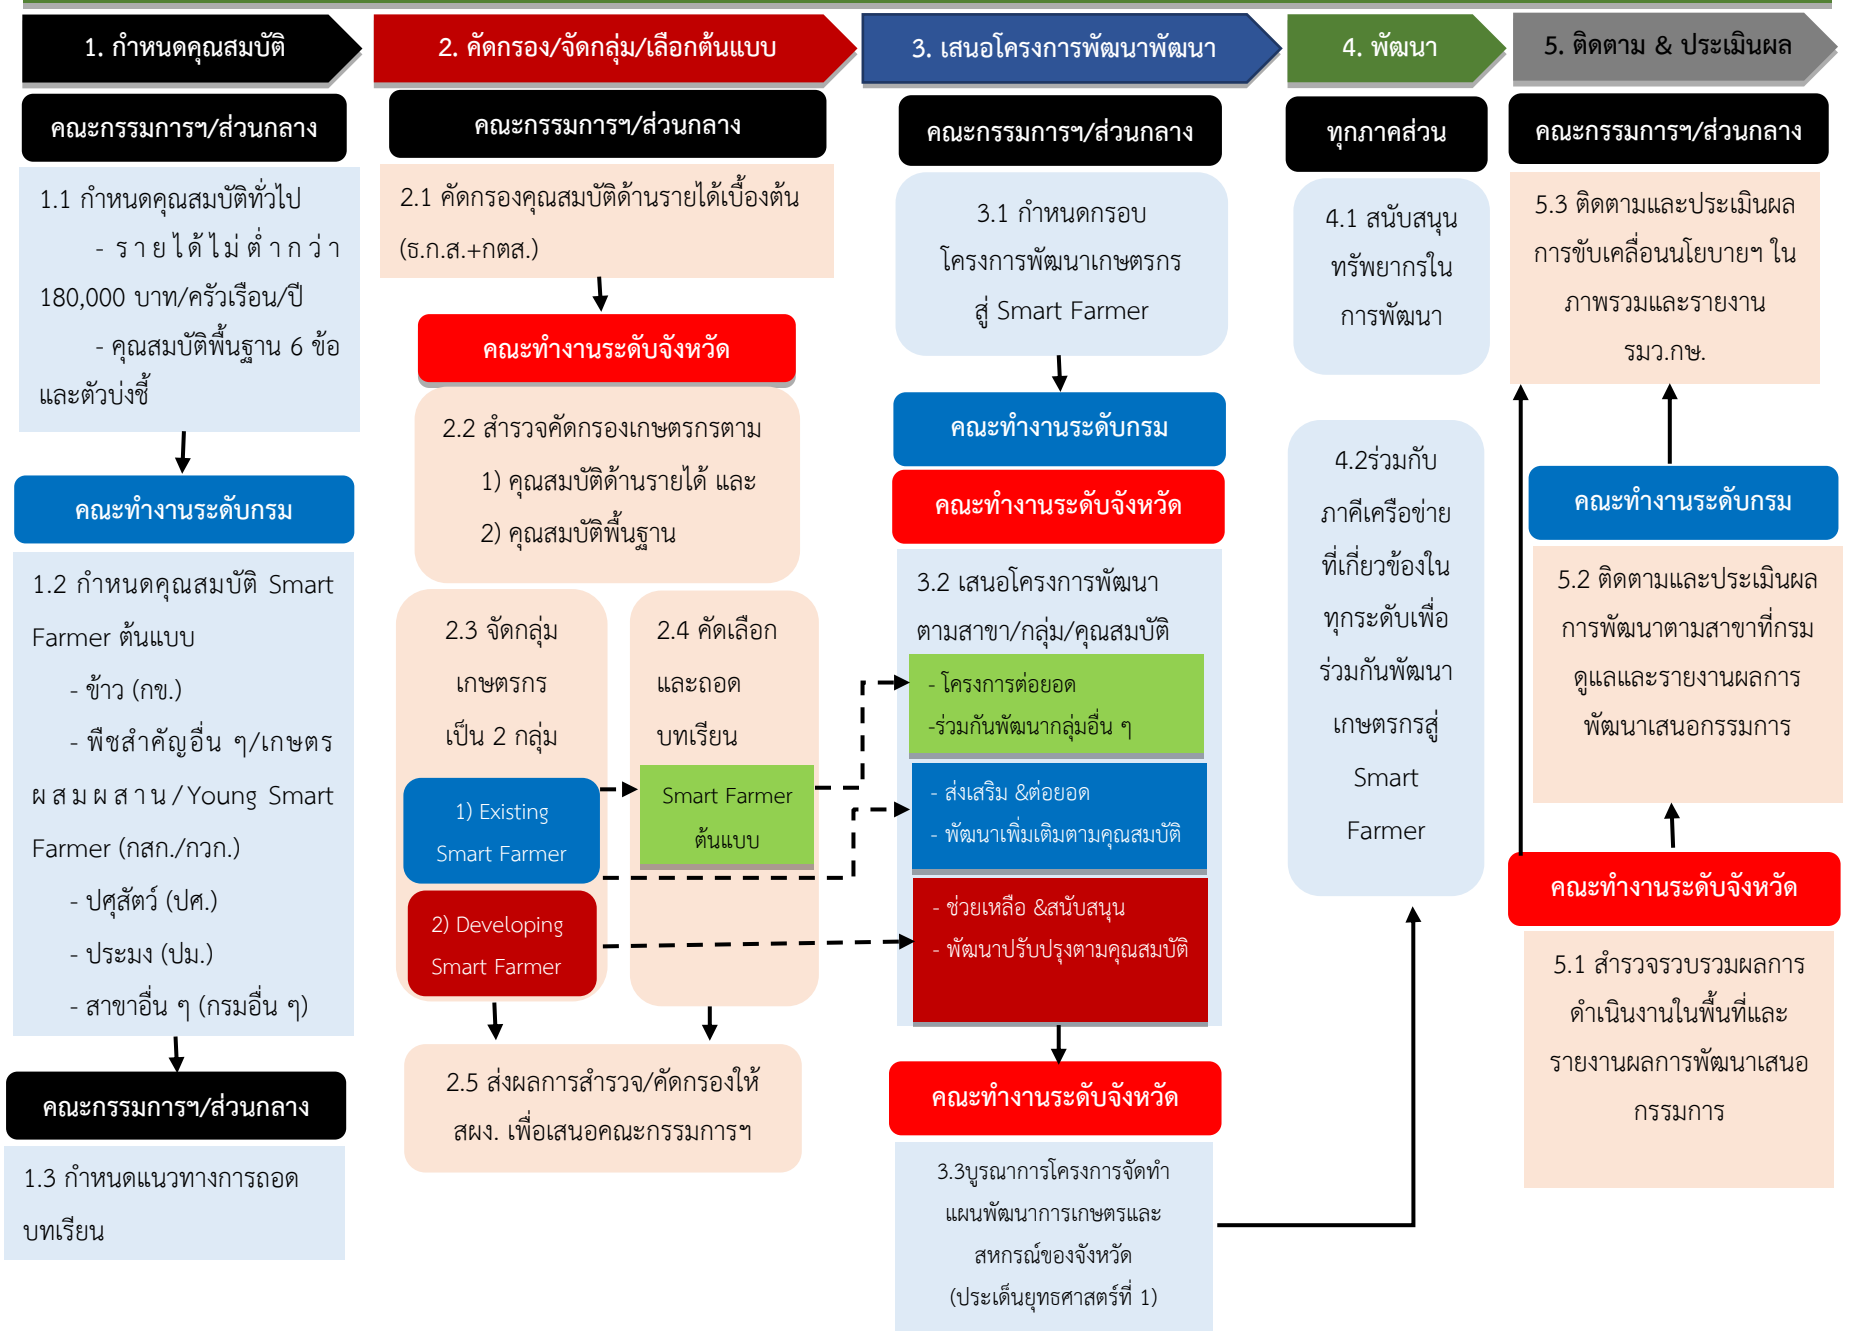 1. กำหนดคุณสมบัติ
2. คัดกรอง/จัดกลุ่ม/เลือกต้นแบบ
3. เสนอโครงการพัฒนาพัฒนา
4. พัฒนา
5. ติดตาม & ประเมินผล
คณะกรรมการฯ/ส่วนกลาง
1.1 กำหนดคุณสมบัติทั่วไป
- รายได้ไม่ต่ำกว่า
180,000 บาท/ครัวเรือน/ปี
- คุณสมบัติพื้นฐาน 6 ข้อ
และตัวบ่งชี้
คณะทำงานระดับกรม
1.2 กำหนดคุณสมบัติ Smart
Farmer ต้นแบบ
- ข้าว (กข.)
- พืชสำคัญอื่น ๆ/เกษตร
ผสมผสาน/Young Smart
Farmer (กสก./กวก.)
- ปศุสัตว์ (ปศ.)
- ประมง (ปม.)
- สาขาอื่น ๆ (กรมอื่น ๆ)
คณะกรรมการฯ/ส่วนกลาง
1.3 กำหนดแนวทางการถอด
บทเรียน
คณะกรรมการฯ/ส่วนกลาง
2.1 คัดกรองคุณสมบัติด้านรายได้เบื้องต้น
(ธ.ก.ส.+กตส.)
คณะทำงานระดับจังหวัด
2.2 สำรวจคัดกรองเกษตรกรตาม
1) คุณสมบัติด้านรายได้ และ
2) คุณสมบัติพื้นฐาน
2.3 จัดกลุ่ม
เกษตรกร
เป็น 2 กลุ่ม
1) Existing
Smart Farmer
2) Developing
Smart Farmer
2.4 คัดเลือก
และถอด
บทเรียน
Smart Farmer
ต้นแบบ
2.5 ส่งผลการสำรวจ/คัดกรองให้
สผง. เพื่อเสนอคณะกรรมการฯ
คณะกรรมการฯ/ส่วนกลาง
3.1 กำหนดกรอบ
โครงการพัฒนาเกษตรกร
สู่ Smart Farmer
คณะทำงานระดับกรม
คณะทำงานระดับจังหวัด
3.2 เสนอโครงการพัฒนา
ตามสาขา/กลุ่ม/คุณสมบัติ
- โครงการต่อยอด
-ร่วมกันพัฒนากลุ่มอื่น ๆ
- ส่งเสริม &ต่อยอด
- พัฒนาเพิ่มเติมตามคุณสมบัติ
- ช่วยเหลือ &สนับสนุน
- พัฒนาปรับปรุงตามคุณสมบัติ
คณะทำงานระดับจังหวัด
3.3บูรณาการโครงการจัดทำ
แผนพัฒนาการเกษตรและ
สหกรณ์ของจังหวัด
(ประเด็นยุทธศาสตร์ที่ 1)
ทุกภาคส่วน
4.1 สนับสนุน
ทรัพยากรใน
การพัฒนา
4.2ร่วมกับ
ภาคีเครือข่าย
ที่เกี่ยวข้องใน
ทุกระดับเพื่อ
ร่วมกันพัฒนา
เกษตรกรสู่
Smart
Farmer
คณะกรรมการฯ/ส่วนกลาง
5.3 ติดตามและประเมินผล
การขับเคลื่อนนโยบายฯ ใน
ภาพรวมและรายงาน
รมว.กษ.
คณะทำงานระดับกรม
5.2 ติดตามและประเมินผล
การพัฒนาตามสาขาที่กรม
ดูแลและรายงานผลการ
พัฒนาเสนอกรรมการ
คณะทำงานระดับจังหวัด
5.1 สำรวจรวบรวมผลการ
ดำเนินงานในพื้นที่และ
รายงานผลการพัฒนาเสนอ
กรรมการ